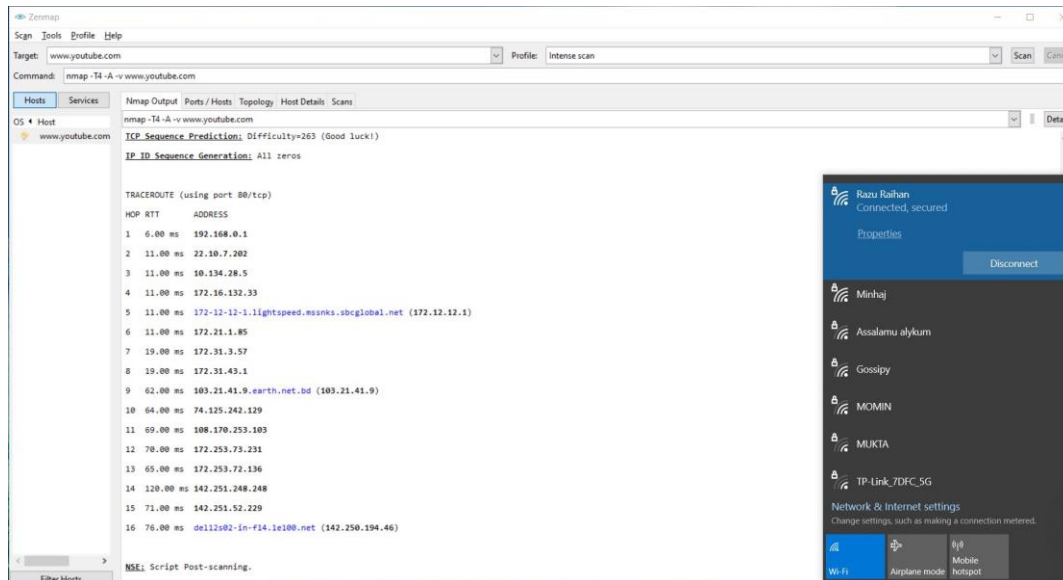 Zenmap
Scan Tools Profile Help
Target: www.youtube.com Profile: Intense scan Scan
Command: nmap -T4 -A -v www.youtube.com
Hosts Services Nmap Output Ports / Hosts Topology Host Details Scans
OS Host nmap -T4 -A -v www.youtube.com
www.youtube.com
TCP Sequence Prediction: Difficulty=263 (Good luck!)
IP ID Sequence Generation: All zeros
TRACEROUTE (using port 80/tcp)
HOP RTT ADDRESS
1 6.00 ms 192.168.0.1
2 11.00 ms 22.10.7.202
3 11.00 ms 10.134.28.5
4 11.00 ms 172.16.132.33
5 11.00 ms 172-12-12-1.lightspeed.mssnks.sbcglobal.net (172.12.12.1)
6 11.00 ms 172.21.1.85
7 19.00 ms 172.31.3.57
8 19.00 ms 172.31.43.1
9 62.00 ms 103.21.41.9.earth.net.bd (103.21.41.9)
10 64.00 ms 74.125.242.129
11 69.00 ms 108.170.253.103
12 70.00 ms 172.253.73.231
13 65.00 ms 172.253.72.136
14 120.00 ms 142.251.248.248
15 71.00 ms 142.251.52.229
16 76.00 ms del12s02-in-f14.1e100.net (142.250.194.46)
NSE: Script Post-scanning.
Filter Hosts
Razu Raihan
Connected, secured
Properties
Disconnect
Minhaj
Assalamu alykum
Gossipy
MOMIN
MUKTA
TP-Link_7DFC_5G
Network & Internet settings
Change settings, such as making a connection metered.
Wi-Fi
Airplane mode
Mobile
hotspot